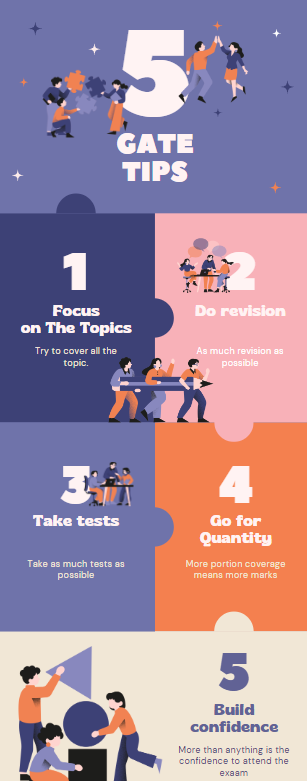 5
GATE
TIPS
1
Focus
on The Topics
Try to cover all the
topic.
2
Do revision
As much revision as
possible
3
Take tests
Take as much tests as
possible
4
Go for
Quantity
More portion coverage
means more marks
5
Build
confidence
More than anything is the
confidence to attend the
exaam